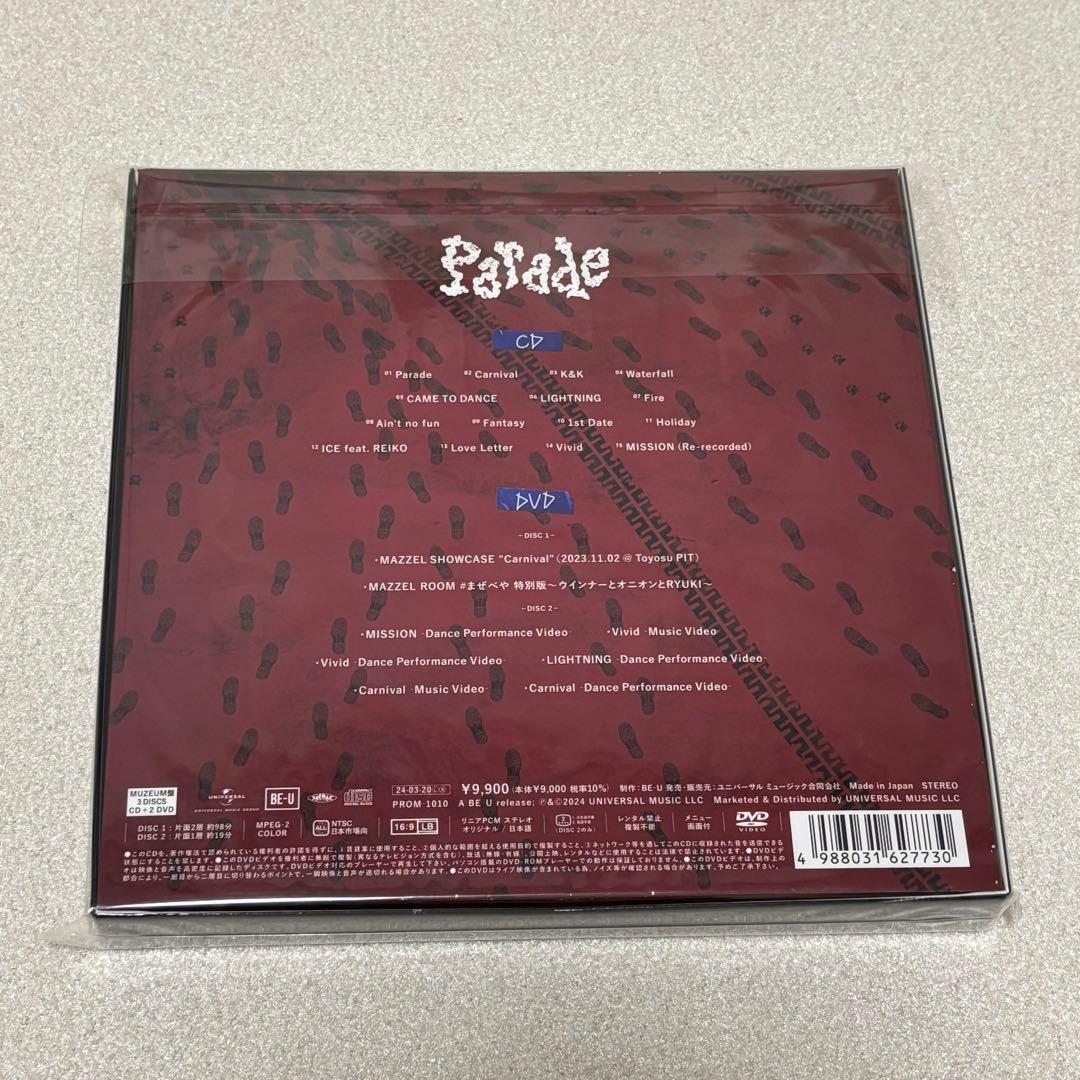 Parade
CD
01 Parade 02 Carnival 03 K&K 04 Waterfall
05 CAME TO DANCE 06 LIGHTNING 07 Fire
08 Ain't no fun 09 Fantasy 10 1st Date 11 Holiday
12 ICE feat. REIKO 13 Love Letter 14 Vivid 15 MISSION (Re-recorded)
DVD
-DISC 1-
・MAZZEL SHOWCASE "Carnival" (2023.11.02 @ Toyosu PIT)
・MAZZEL ROOM #まぜべや 特別版〜ウインナーとオニオンとRYUKI〜
-DISC 2-
・MISSION -Dance Performance Video- ・Vivid -Music Video-
・Vivid -Dance Performance Video- ・LIGHTNING -Dance Performance Video-
・Carnival -Music Video- ・Carnival -Dance Performance Video-
MUZEUM盤
3 DISCS
CD+2 DVD
UNIVERSAL
UNIVERSAL MUSIC GROUP
BE-U
24-03-20
PROM-1010
¥9,900 (本体¥9,000 税率10%) 制作:BE-U 発売・販売元:ユニバーサル ミュージック合同会社 Made in Japan STEREO
A BE-U release; ℗&©2024 UNIVERSAL MUSIC LLC Marketed & Distributed by UNIVERSAL MUSIC LLC
DISC 1:片面2層 約98分
DISC 2:片面1層 約19分
MPEG-2
COLOR
ALL
NTSC
日本市場向
16:9 LB
リニアPCM ステレオ
オリジナル/日本語
2
(DISC 2のみ)
レンタル禁止
複製不能
メニュー
画面付
DVD
VIDEO
4 988031 627730